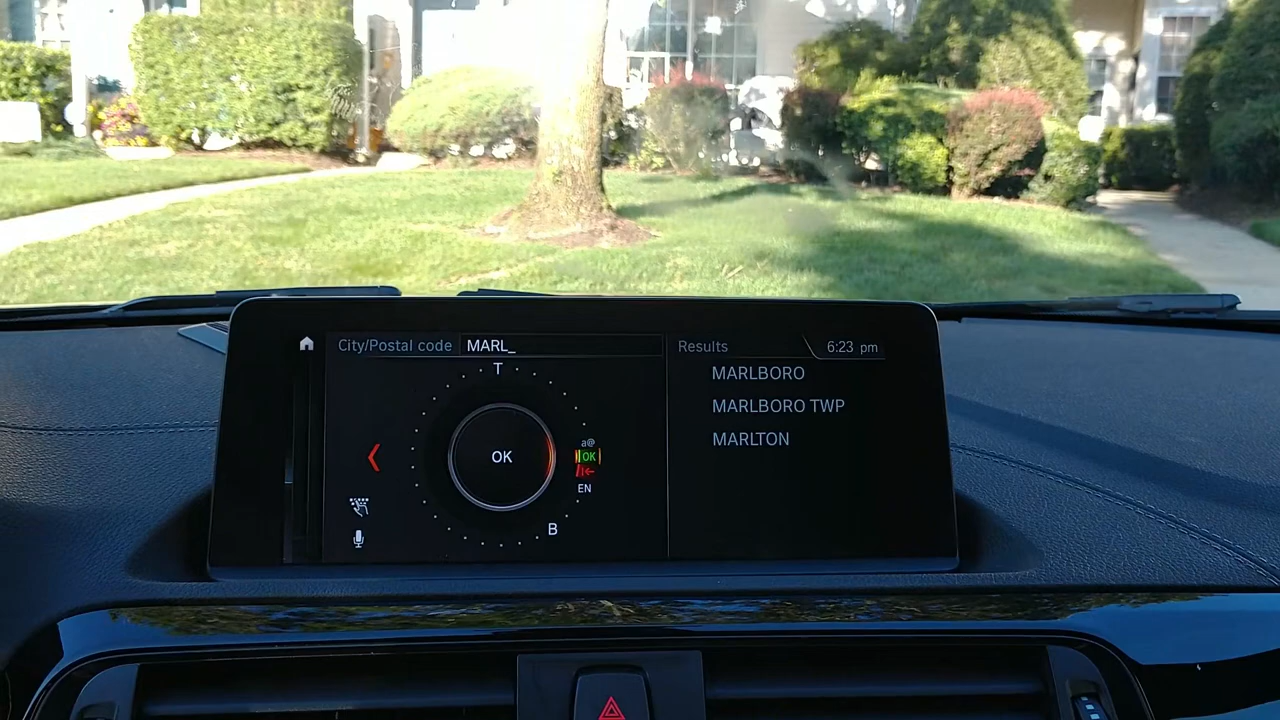 City/Postal code MARL_
Results
6:23 pm
T
OK
a@
OK
EN
B
MARLBORO
MARLBORO TWP
MARLTON